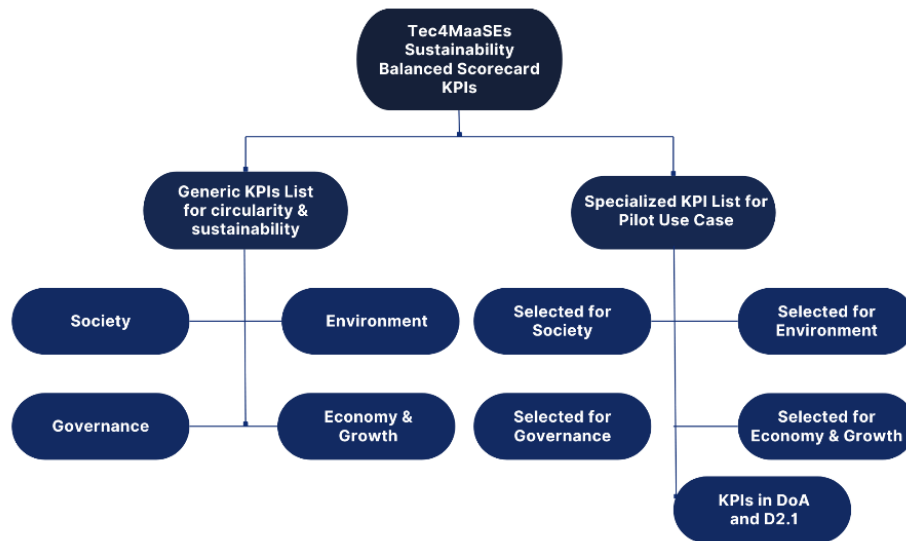 Tec4MaaSEs
Sustainability
Balanced Scorecard
KPIs
Generic KPIs List
for circularity &
sustainability
Specialized KPI List for
Pilot Use Case
Society
Environment
Selected for
Society
Selected for
Environment
Governance
Economy &
Growth
Selected for
Governance
Selected for
Economy & Growth
KPIs in DoA
and D2.1